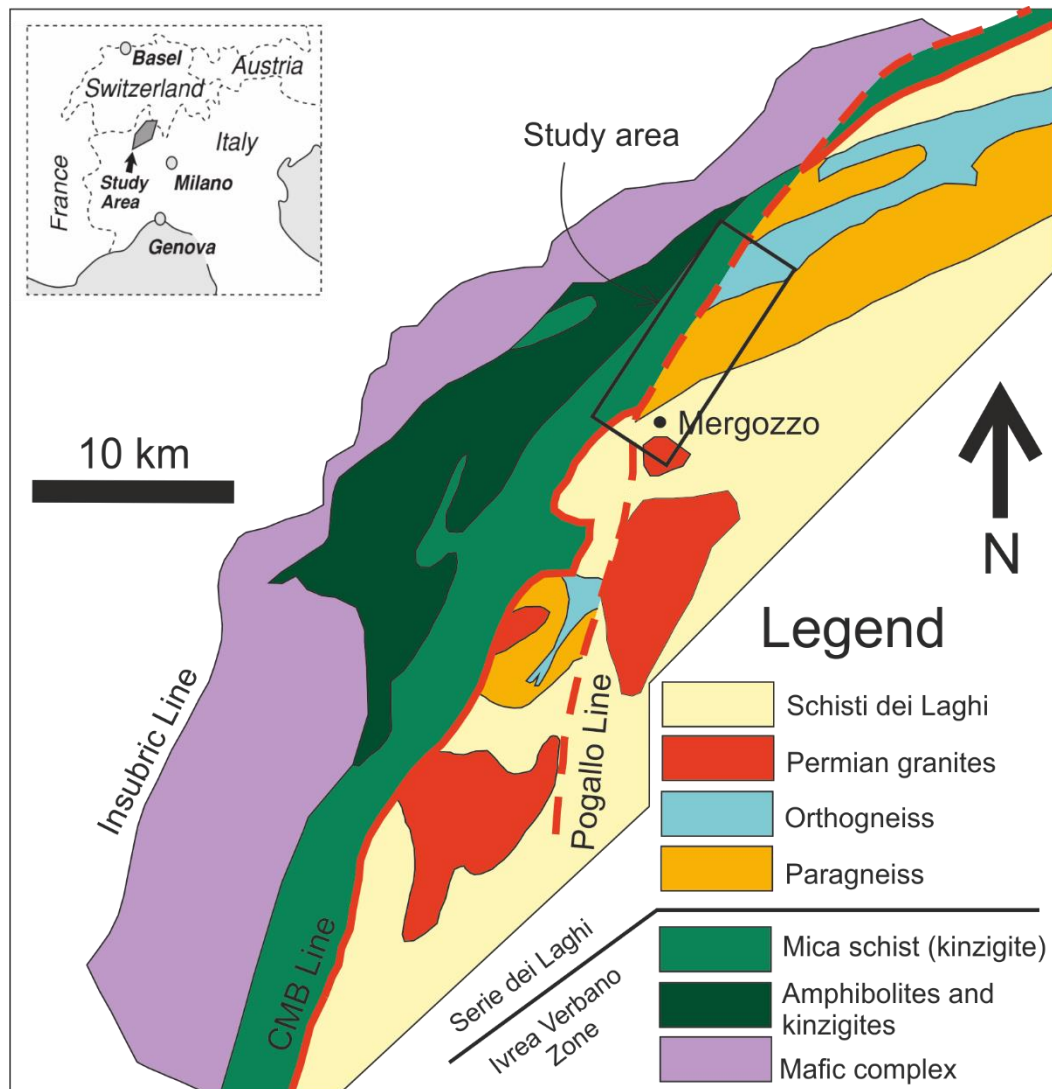 Basel
Switzerland
Austria
France
Italy
Study
Area
Milano
Genova
Study area
10 km
Mergozzo
N
Insubric Line
Pogallo Line
CMB Line
Legend
Schisti dei Laghi
Permian granites
Orthogneiss
Paragneiss
Serie dei Laghi
Ivrea Verbano
Zone
Mica schist (kinzigite)
Amphibolites and
kinzigites
Mafic complex